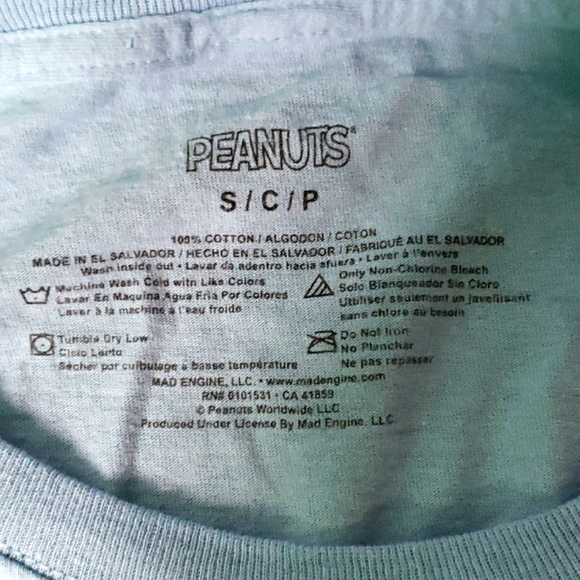 PEANUTS®
S / C / P
100% COTTON / ALGODON / COTON
MADE IN EL SALVADOR / HECHO EN EL SALVADOR / FABRIQUÉ AU EL SALVADOR
Wash inside out • Lavar da adentro hacia afuera • Laver à l'envers
Machine Wash Cold with Like Colors
Lavar En Maquina Agua Fria Por Colores
Laver à la machine à l'eau froide
Only Non-Chlorine Bleach
Solo Blanqueador Sin Cloro
Utiliser seulement un javellisant
sans chlore au besoin
Tumble Dry Low
Ciclo Lento
Sécher par culbutage à basse température
Do Not Iron
No Planchar
Ne pas repasser
MAD ENGINE, LLC. • www.madengine.com
RN# 0101531 • CA 41859
© Peanuts Worldwide LLC
Produced Under License By Mad Engine, LLC